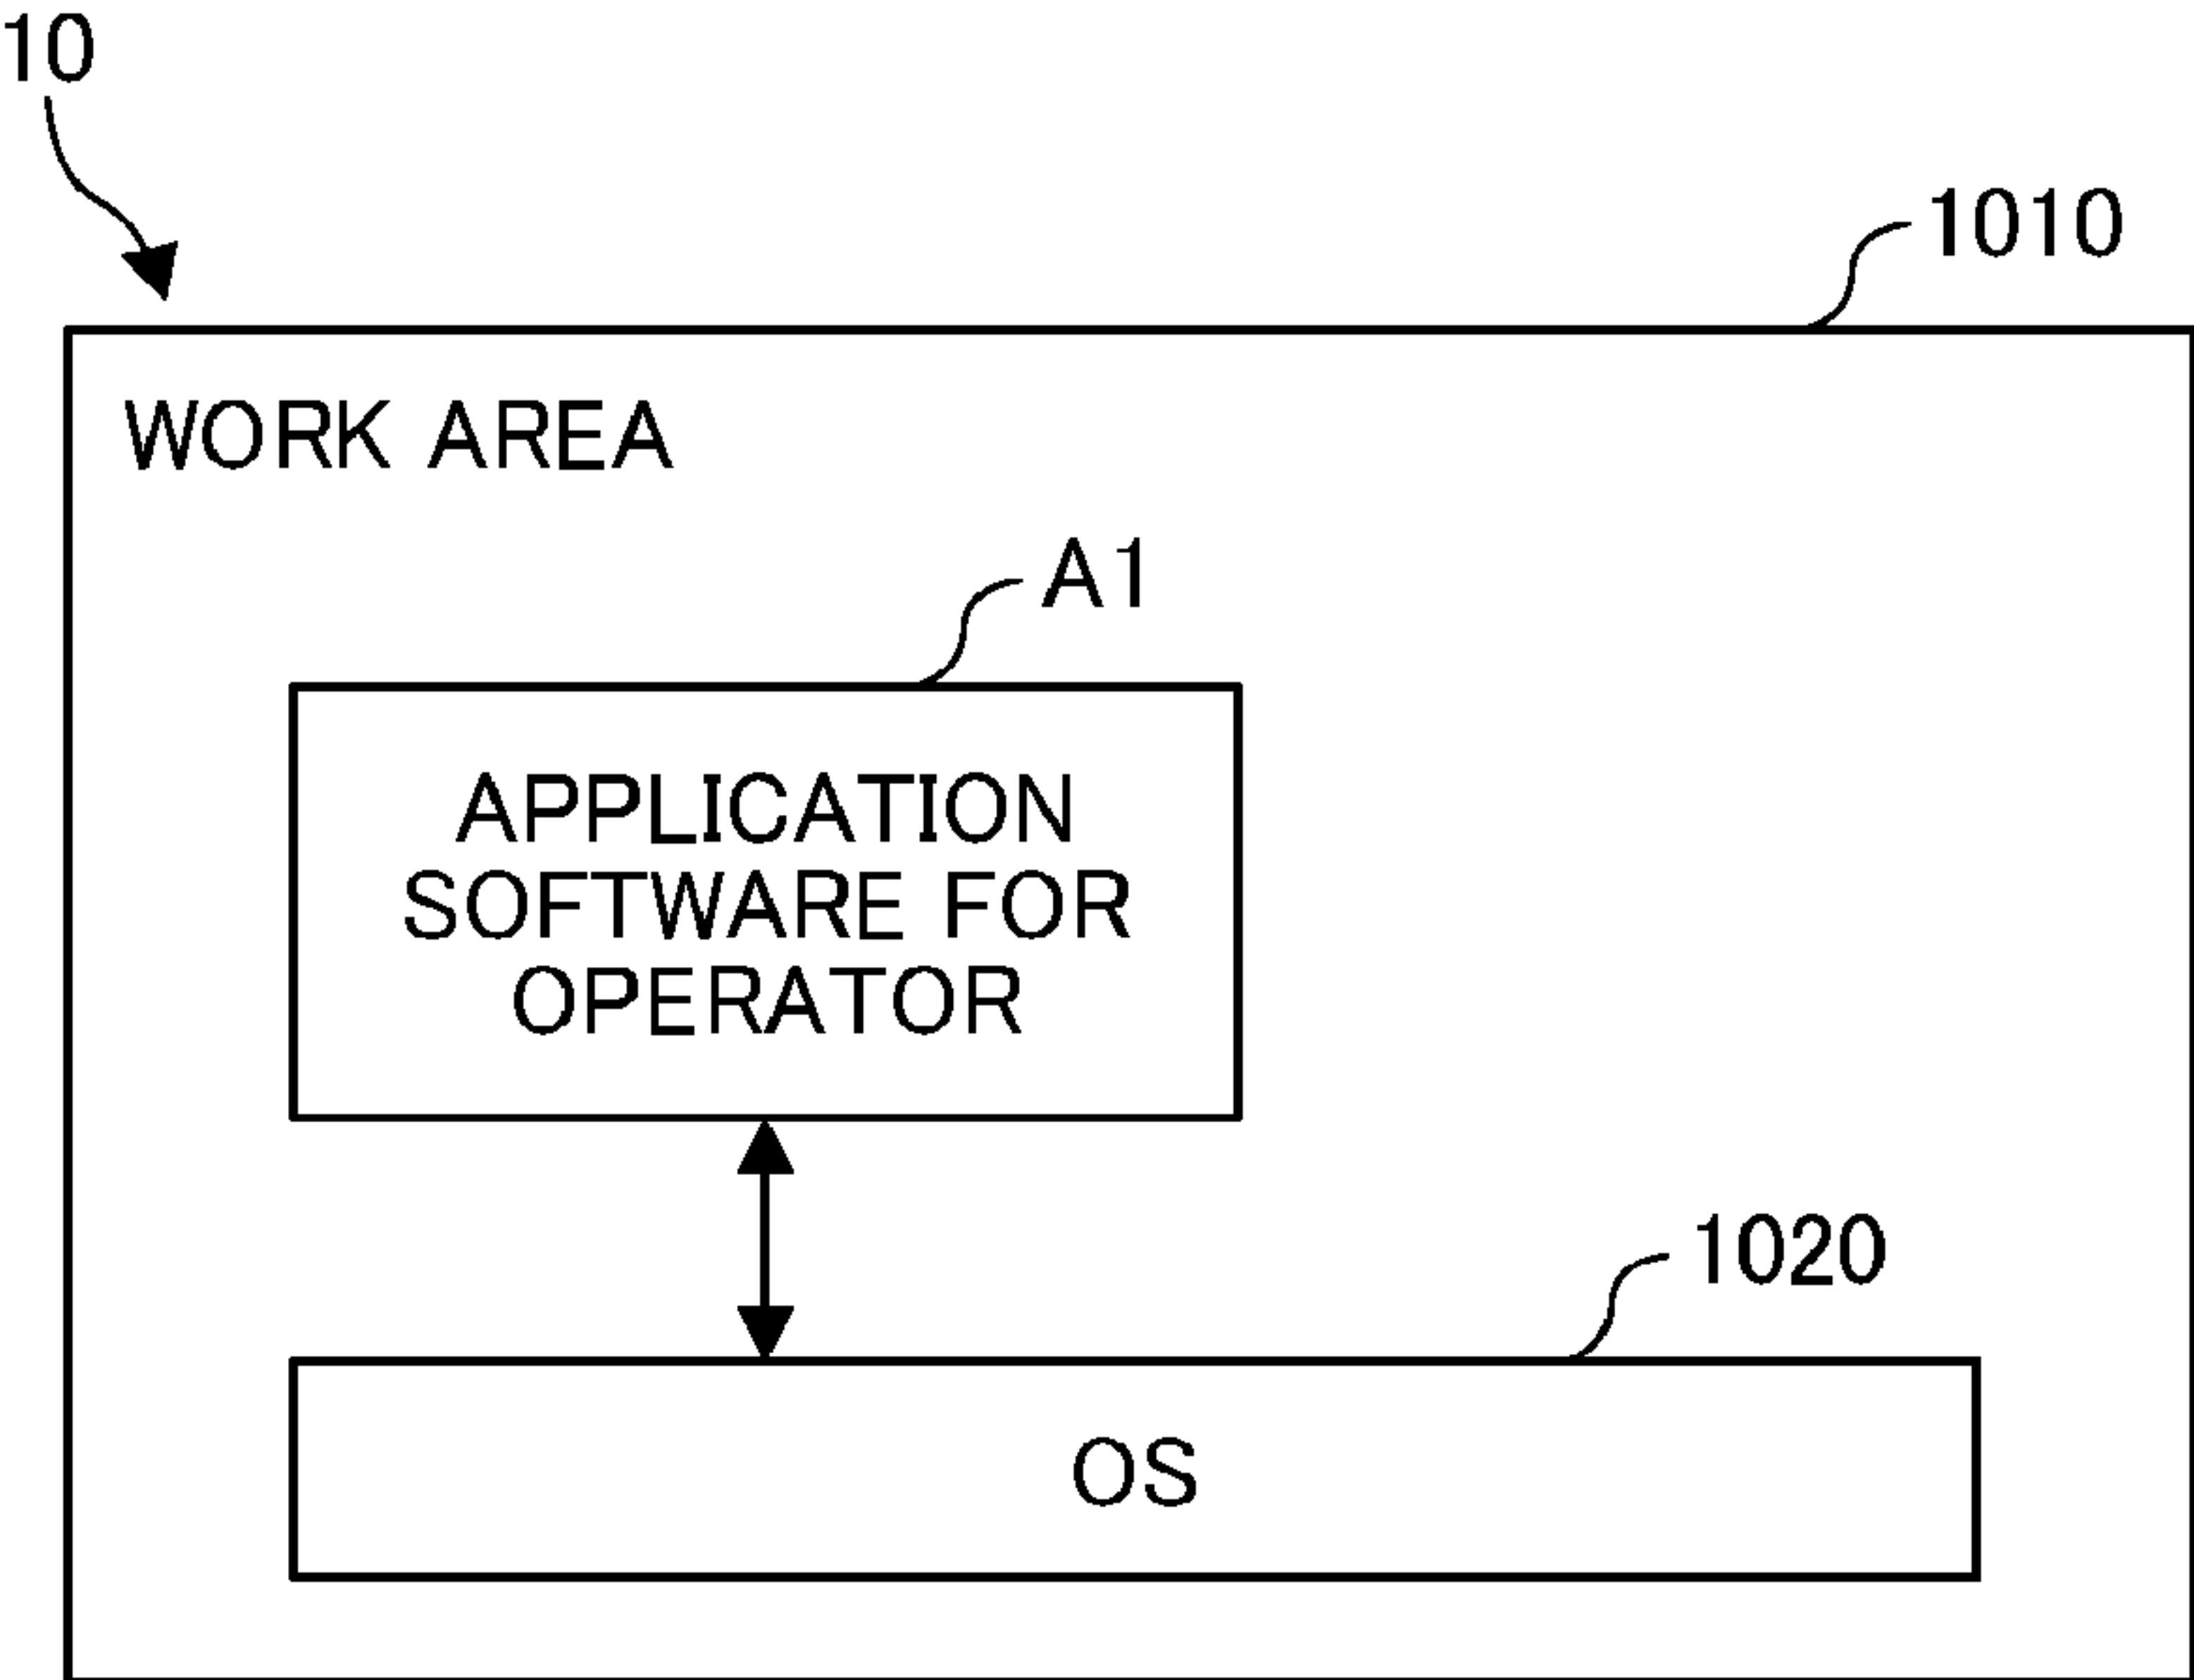 10
1010
WORK AREA
A1
APPLICATION
SOFTWARE FOR
OPERATOR
1020
OS